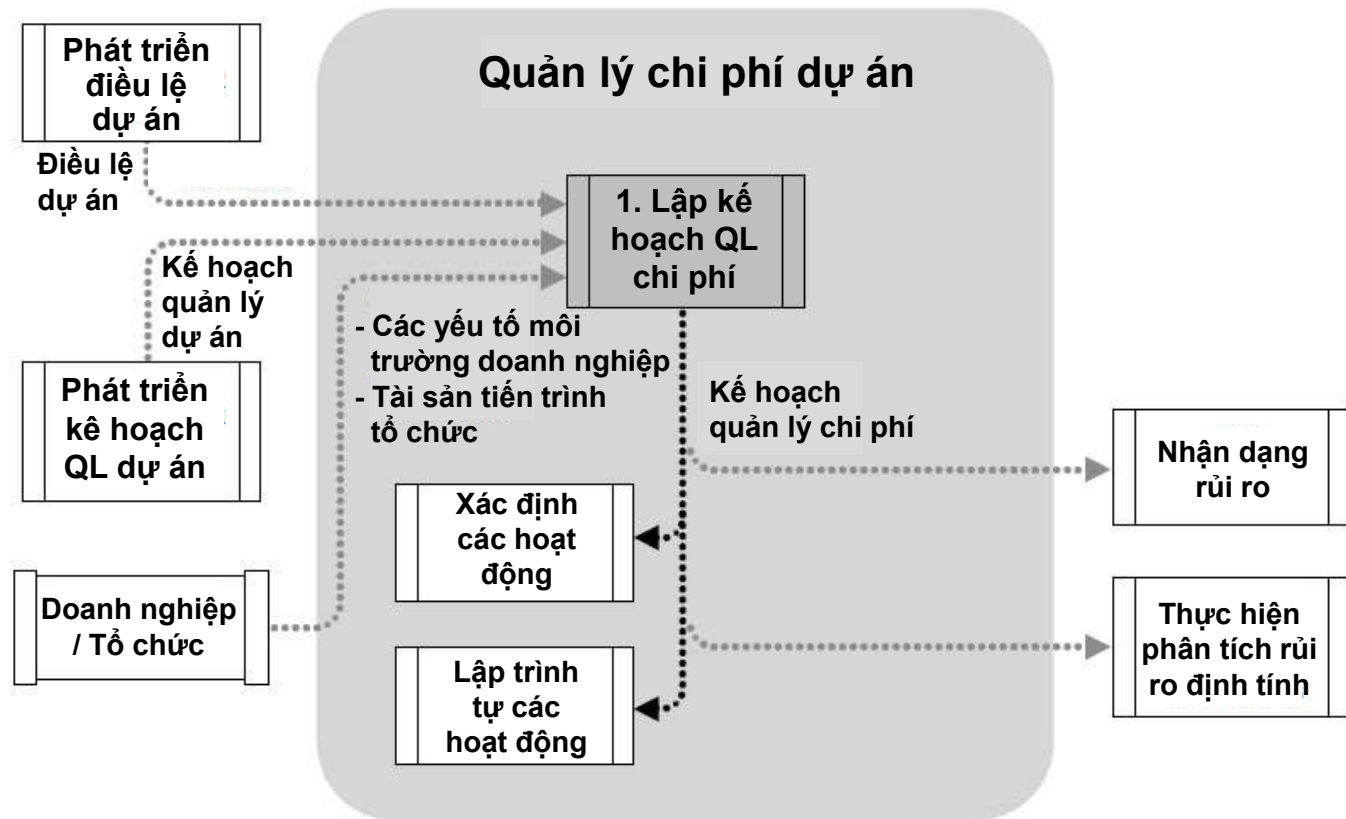 Phát triển
điều lệ
dự án
Quản lý chi phí dự án
Điều lệ
dự án
1. Lập kế
hoạch QL
chi phí
Kế hoạch
quản lý
dự án
- Các yếu tố môi
trường doanh nghiệp
- Tài sản tiến trình
tổ chức
Phát triển
kê hoạch
QL dự án
Kế hoạch
quản lý chi phí
Nhận dạng
rủi ro
Xác định
các hoạt
động
Doanh nghiệp
/ Tổ chức
Thực hiện
phân tích rủi
ro định tính
Lập trình
tự các
hoạt động